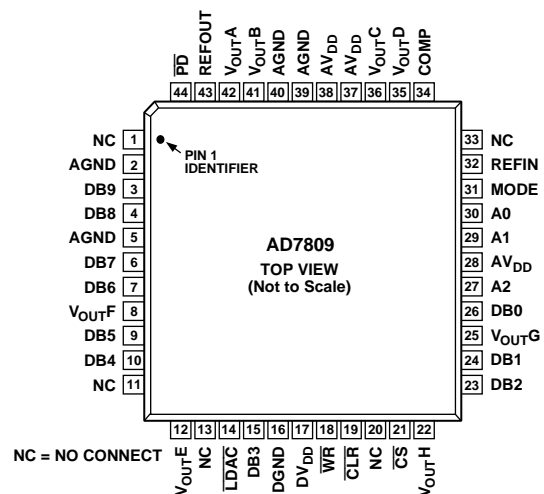 PD REFOUT VOUTA VOUTB AGND AGND AVDD AVDD VOUTC VOUTD COMP
44 43 42 41 40 39 38 37 36 35 34
NC 1
AGND 2
DB9 3
DB8 4
AGND 5
DB7 6
DB6 7
VOUTF 8
DB5 9
DB4 10
NC 11
PIN 1
IDENTIFIER
AD7809
TOP VIEW
(Not to Scale)
33 NC
32 REFIN
31 MODE
30 A0
29 A1
28 AVDD
27 A2
26 DB0
25 VOUTG
24 DB1
23 DB2
12 13 14 15 16 17 18 19 20 21 22
VOUTE NC LDAC DB3 DGND DVDD WR CLR NC CS VOUTH
NC = NO CONNECT